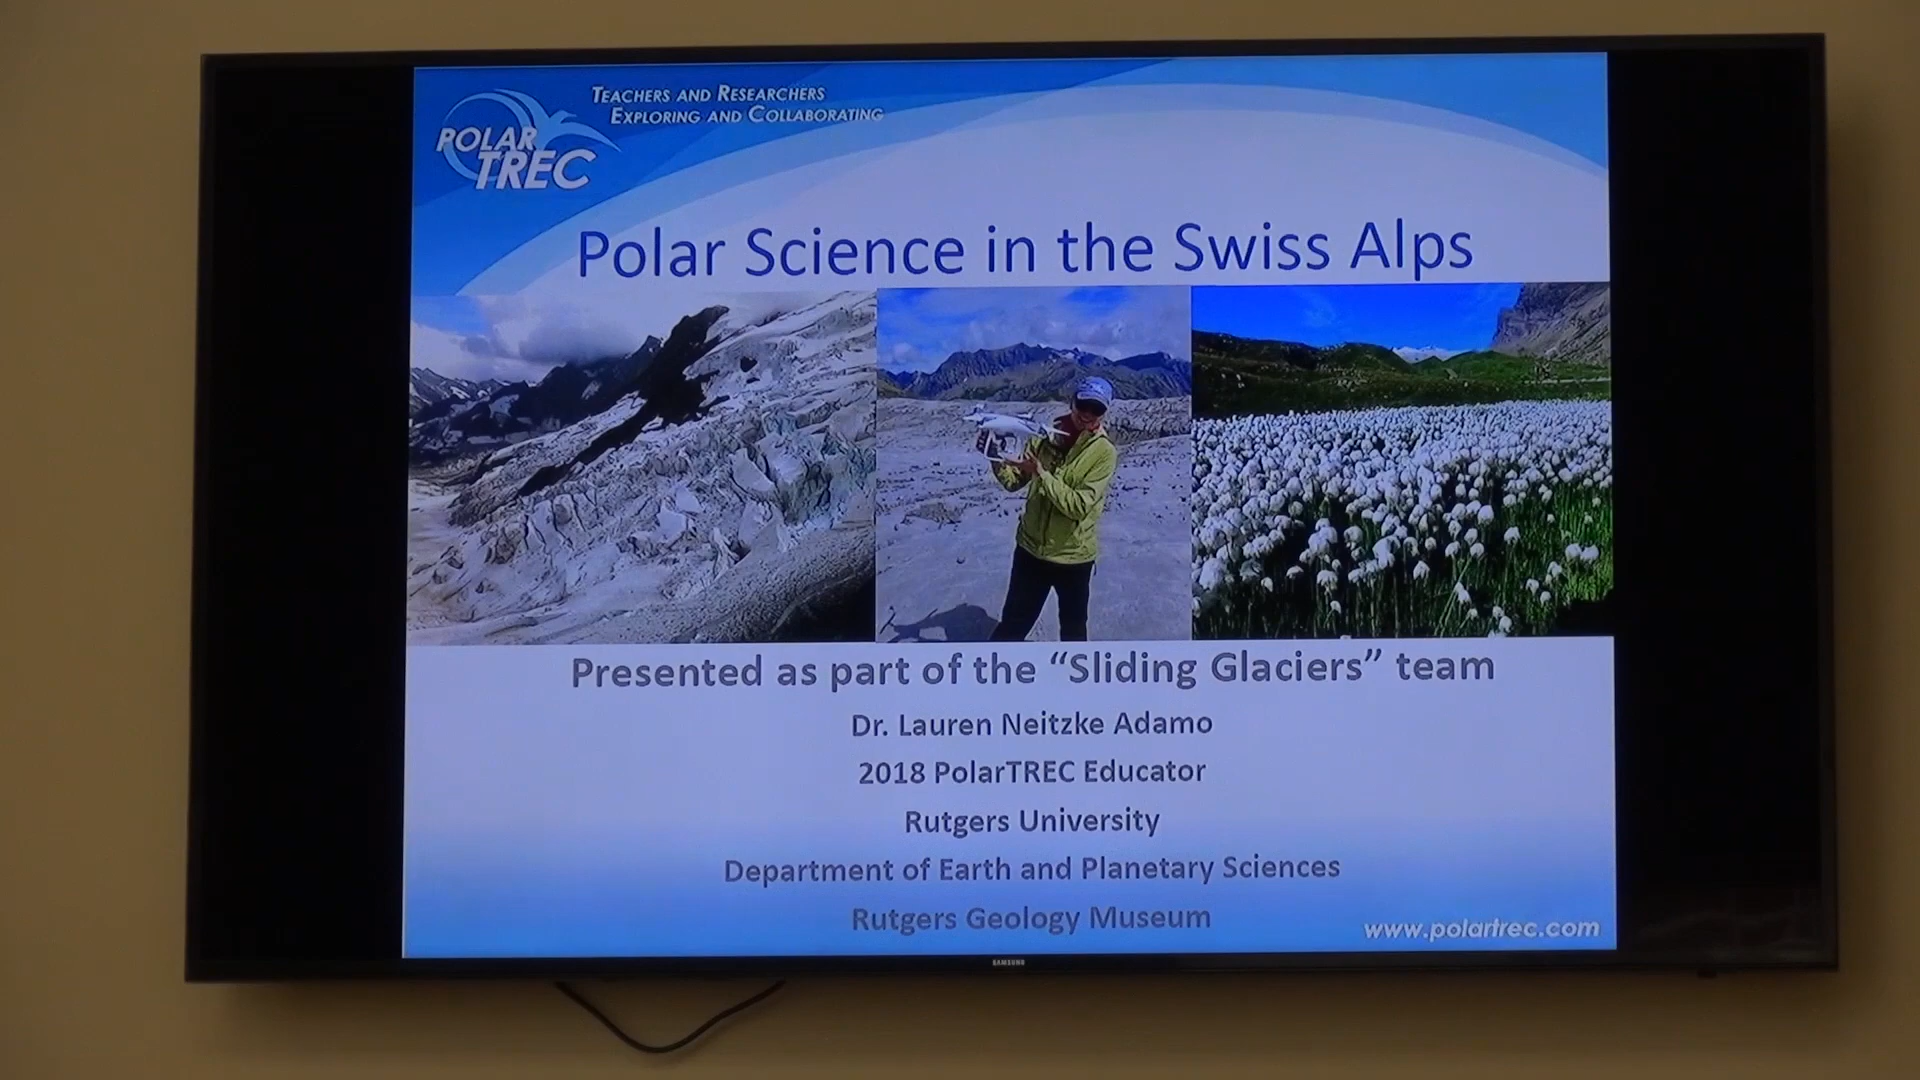 TEACHERS AND RESEARCHERS
EXPLORING AND COLLABORATING
POLAR
TREC
Polar Science in the Swiss Alps
Presented as part of the “Sliding Glaciers” team
Dr. Lauren Neitzke Adamo
2018 PolarTREC Educator
Rutgers University
Department of Earth and Planetary Sciences
Rutgers Geology Museum
www.polartrec.com
SAMSUNG